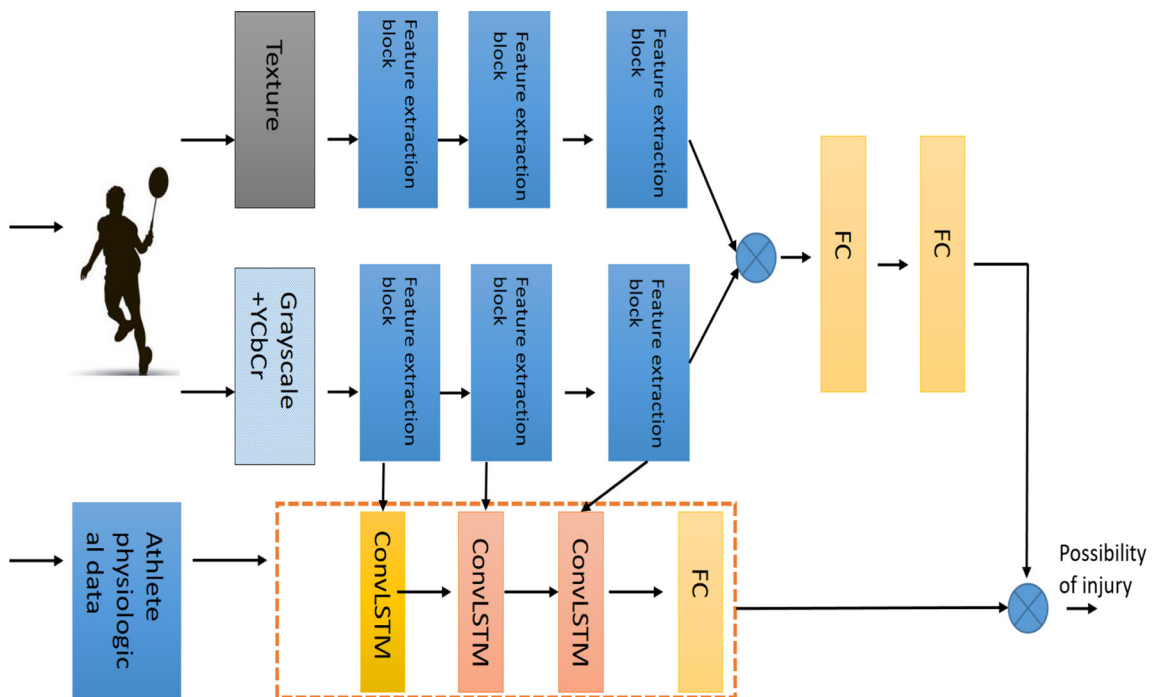 Texture
Feature extraction
block
Feature extraction
block
Feature extraction
block
FC
FC
Grayscale
+YCbCr
Feature extraction
block
Feature extraction
block
Feature extraction
block
Athlete
physiologic
al data
ConvLSTM
ConvLSTM
ConvLSTM
FC
Possibility
of injury